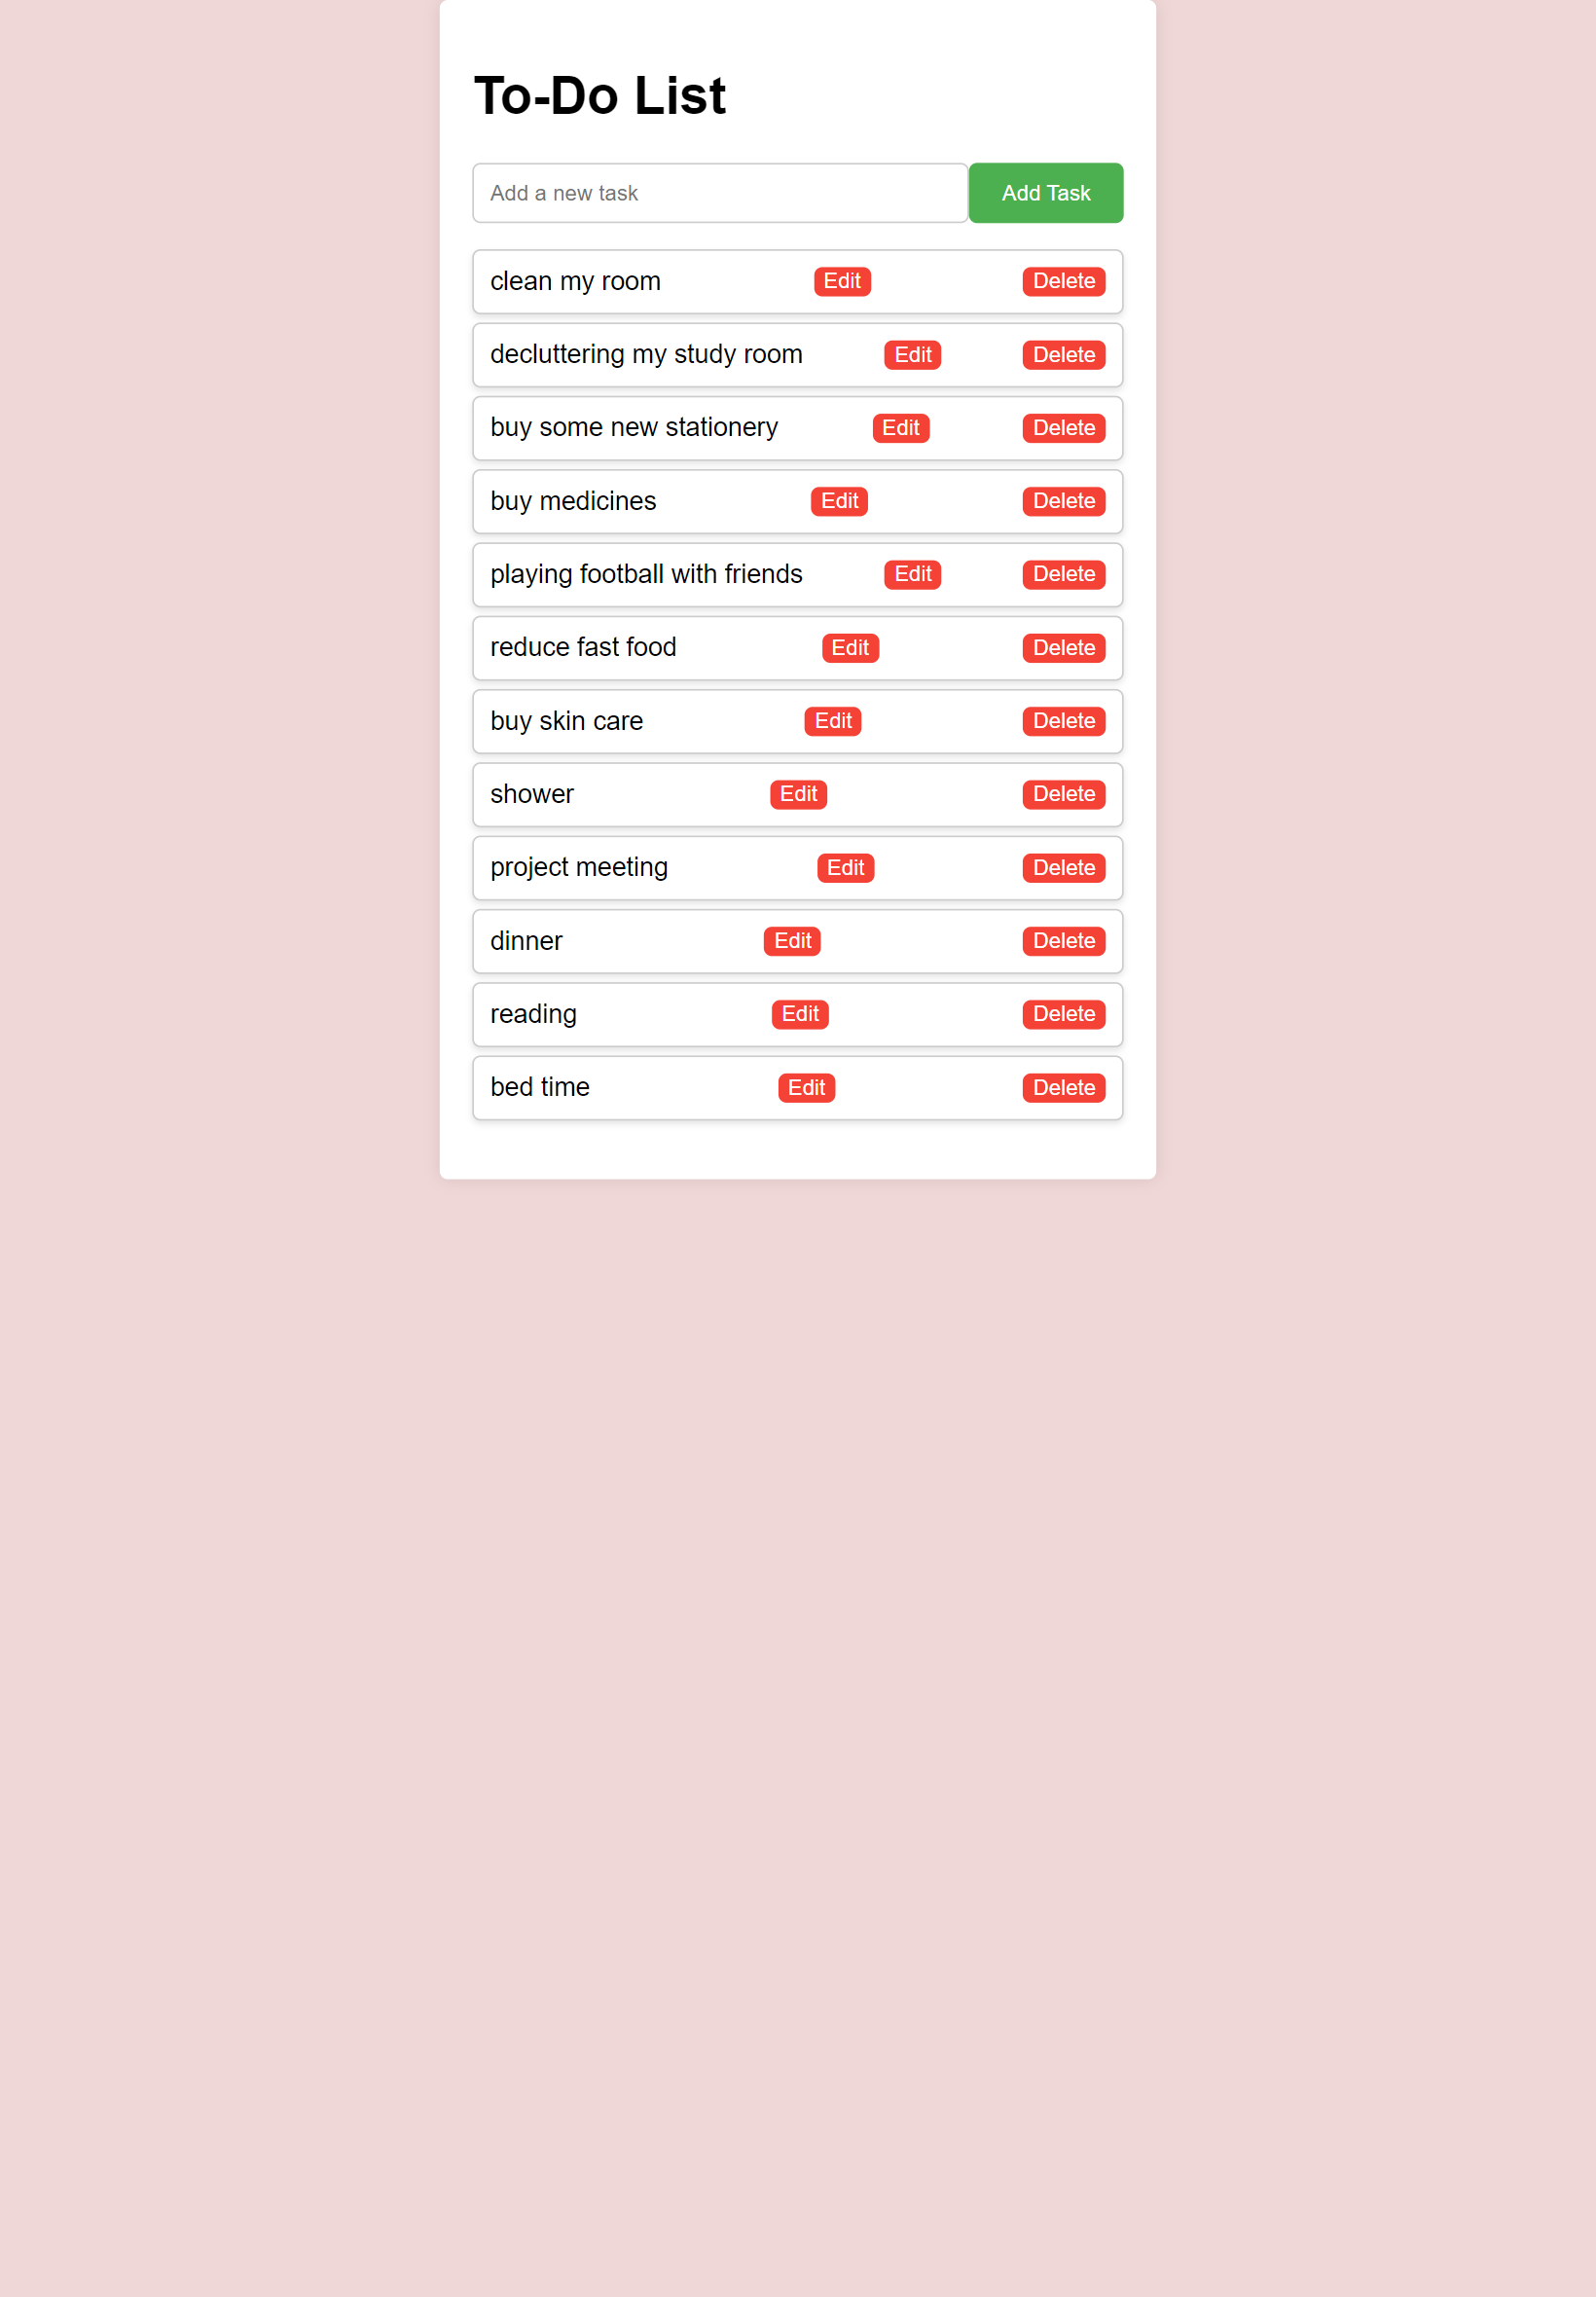 To-Do List
Add a new task Add Task
clean my room Edit Delete
decluttering my study room Edit Delete
buy some new stationery Edit Delete
buy medicines Edit Delete
playing football with friends Edit Delete
reduce fast food Edit Delete
buy skin care Edit Delete
shower Edit Delete
project meeting Edit Delete
dinner Edit Delete
reading Edit Delete
bed time Edit Delete